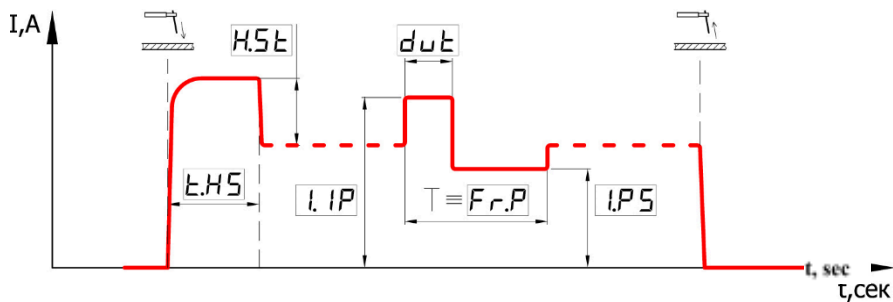 I,A
H.St
dut
t.HS
I.IP
T ≡ Fr.P
I.PS
t, sec
τ,сек